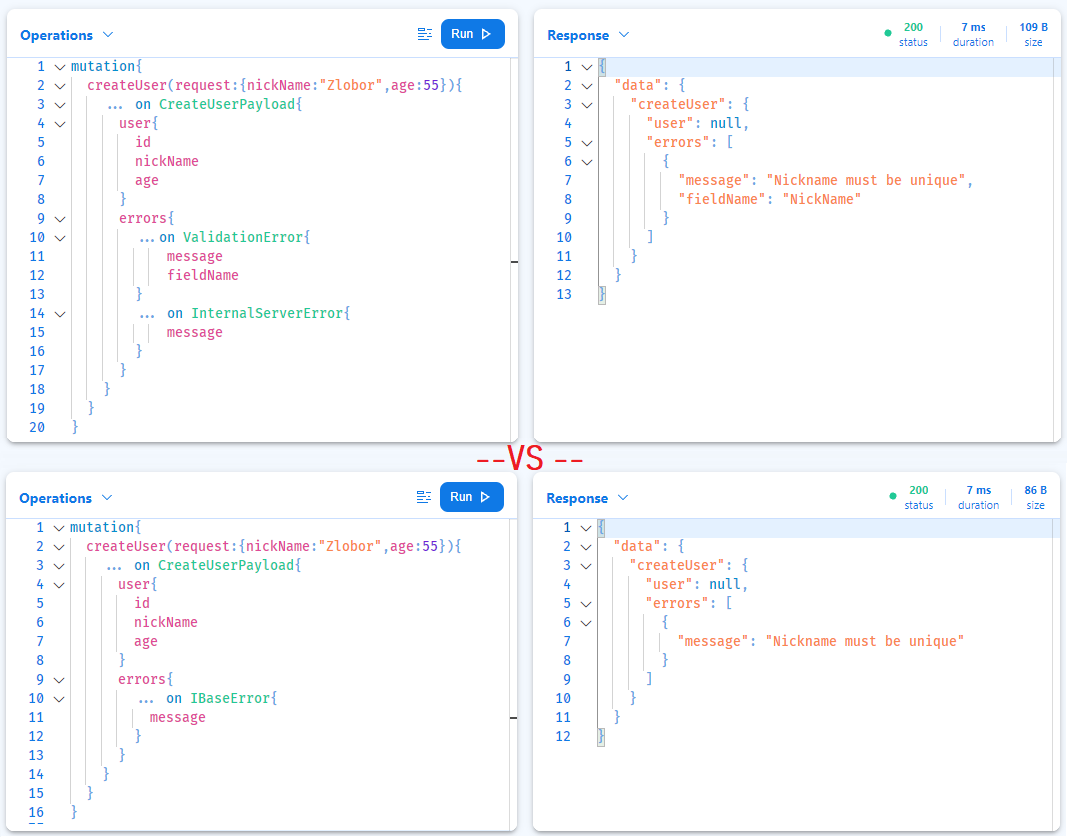 Operations
Run
1 mutation{
2 createUser(request:{nickName:"Zlobor",age:55}){
3 ... on CreateUserPayload{
4 user{
5 id
6 nickName
7 age
8 }
9 errors{
10 ...on ValidationError{
11 message
12 fieldName
13 }
14 ... on InternalServerError{
15 message
16 }
17 }
18 }
19 }
20 }
Response
200 7 ms 109 B
status duration size
1 {
2 "data": {
3 "createUser": {
4 "user": null,
5 "errors": [
6 {
7 "message": "Nickname must be unique",
8 "fieldName": "NickName"
9 }
10 ]
11 }
12 }
13 }
--VS --
Operations
Run
1 mutation{
2 createUser(request:{nickName:"Zlobor",age:55}){
3 ... on CreateUserPayload{
4 user{
5 id
6 nickName
7 age
8 }
9 errors{
10 ... on IBaseError{
11 message
12 }
13 }
14 }
15 }
16 }
Response
200 7 ms 86 B
status duration size
1 {
2 "data": {
3 "createUser": {
4 "user": null,
5 "errors": [
6 {
7 "message": "Nickname must be unique"
8 }
9 ]
10 }
11 }
12 }